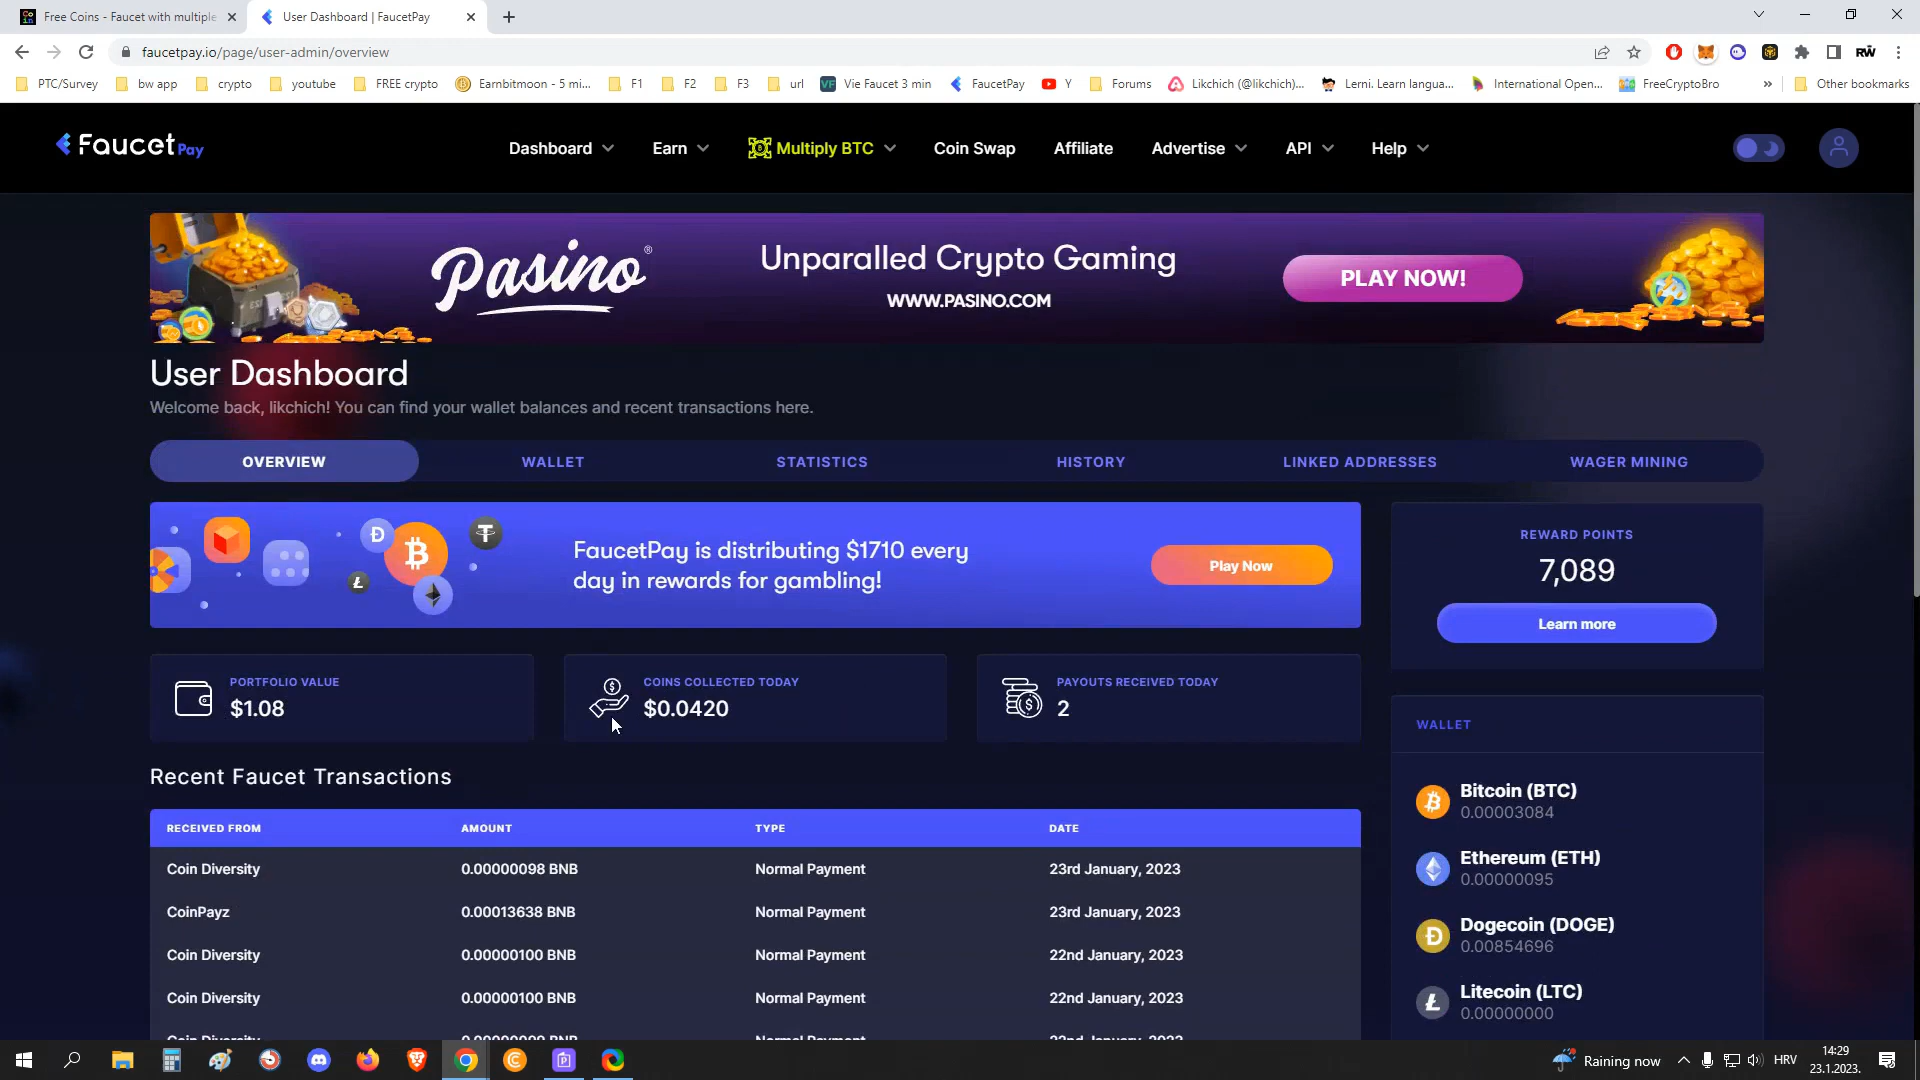 Free Coins - Faucet with multiple
User Dashboard | FaucetPay
faucetpay.io/page/user-admin/overview
PTC/Survey
bw app
crypto
youtube
FREE crypto
Earnbitmoon - 5 mi...
F1
F2
F3
url
VF
Vie Faucet 3 min
FaucetPay
Y
Forums
Likchich (@likchich)...
Lerni. Learn langua...
International Open...
FreeCryptoBro
»
Other bookmarks
FaucetPay
Dashboard
Earn
Multiply BTC
Coin Swap
Affiliate
Advertise
API
Help
Pasino®
Unparalled Crypto Gaming
WWW.PASINO.COM
PLAY NOW!
User Dashboard
Welcome back, likchich! You can find your wallet balances and recent transactions here.
OVERVIEW
WALLET
STATISTICS
HISTORY
LINKED ADDRESSES
WAGER MINING
FaucetPay is distributing $1710 every
day in rewards for gambling!
Play Now
REWARD POINTS
7,089
Learn more
PORTFOLIO VALUE
$1.08
COINS COLLECTED TODAY
$0.0420
PAYOUTS RECEIVED TODAY
2
WALLET
Bitcoin (BTC)
0.00003084
Ethereum (ETH)
0.00000095
Dogecoin (DOGE)
0.00854696
Litecoin (LTC)
0.00000000
Recent Faucet Transactions
RECEIVED FROM AMOUNT TYPE DATE
Coin Diversity 0.00000098 BNB Normal Payment 23rd January, 2023
CoinPayz 0.00013638 BNB Normal Payment 23rd January, 2023
Coin Diversity 0.00000100 BNB Normal Payment 22nd January, 2023
Coin Diversity 0.00000100 BNB Normal Payment 22nd January, 2023
Raining now
HRV
14:29
23.1.2023.